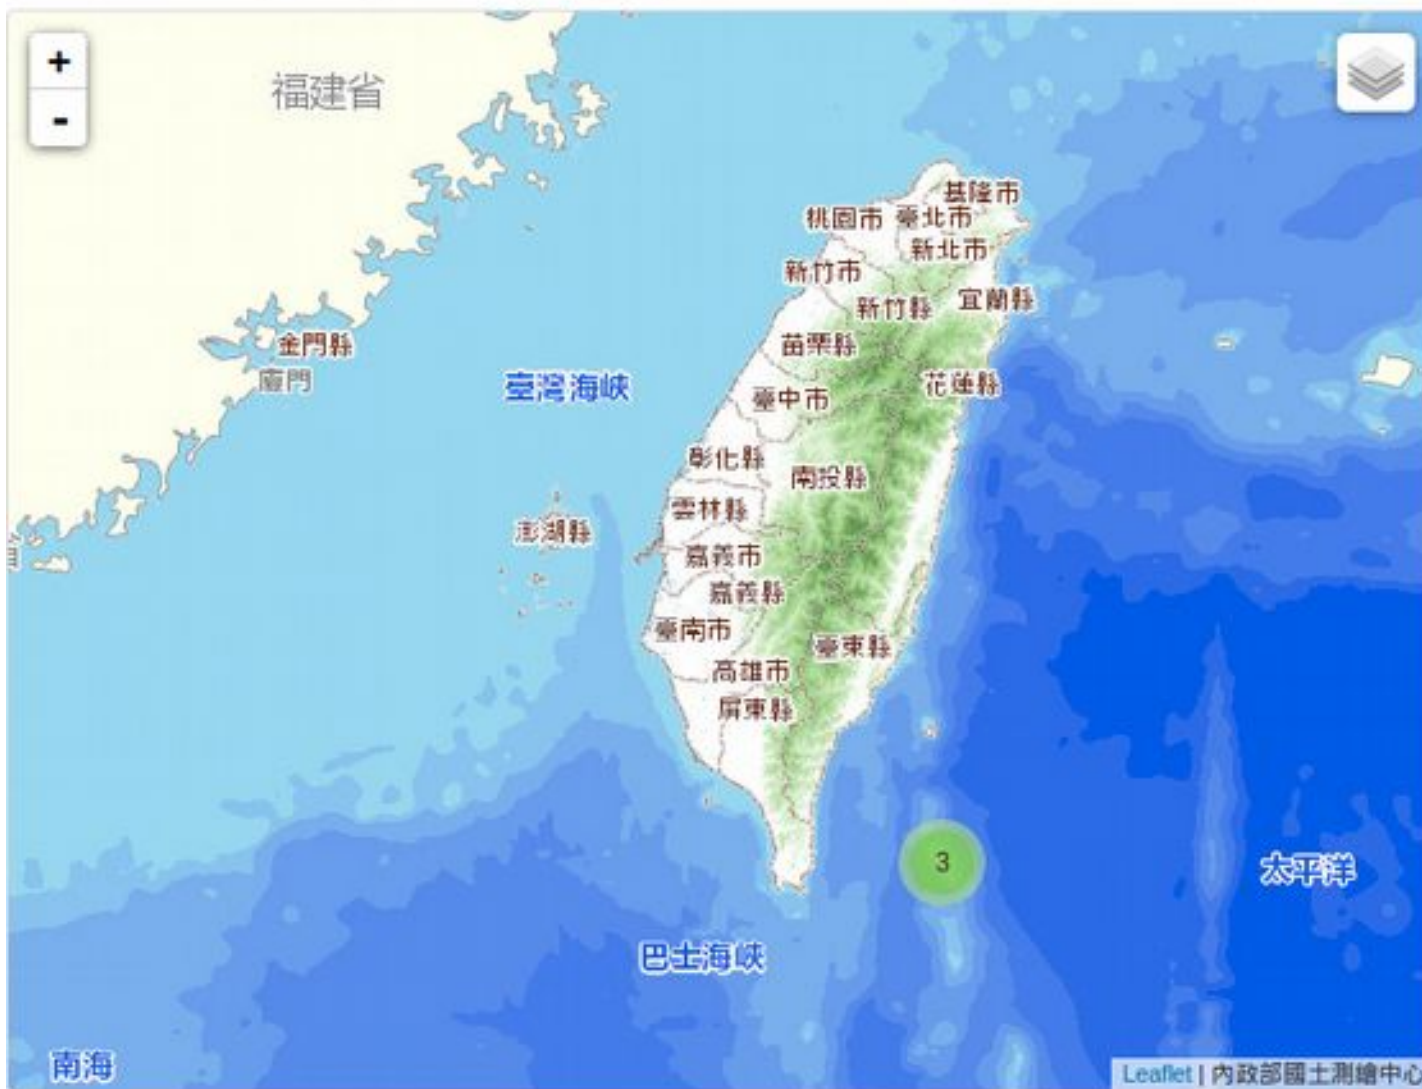 +
-
福建省
基隆市
桃園市
臺北市
新北市
新竹市
新竹縣
宜蘭縣
金門縣
廈門
苗栗縣
臺灣海峽
臺中市
花蓮縣
彰化縣
南投縣
雲林縣
澎湖縣
嘉義市
嘉義縣
臺南市
臺東縣
高雄市
屏東縣
3
太平洋
巴士海峽
南海
Leaflet | 內政部國土測繪中心